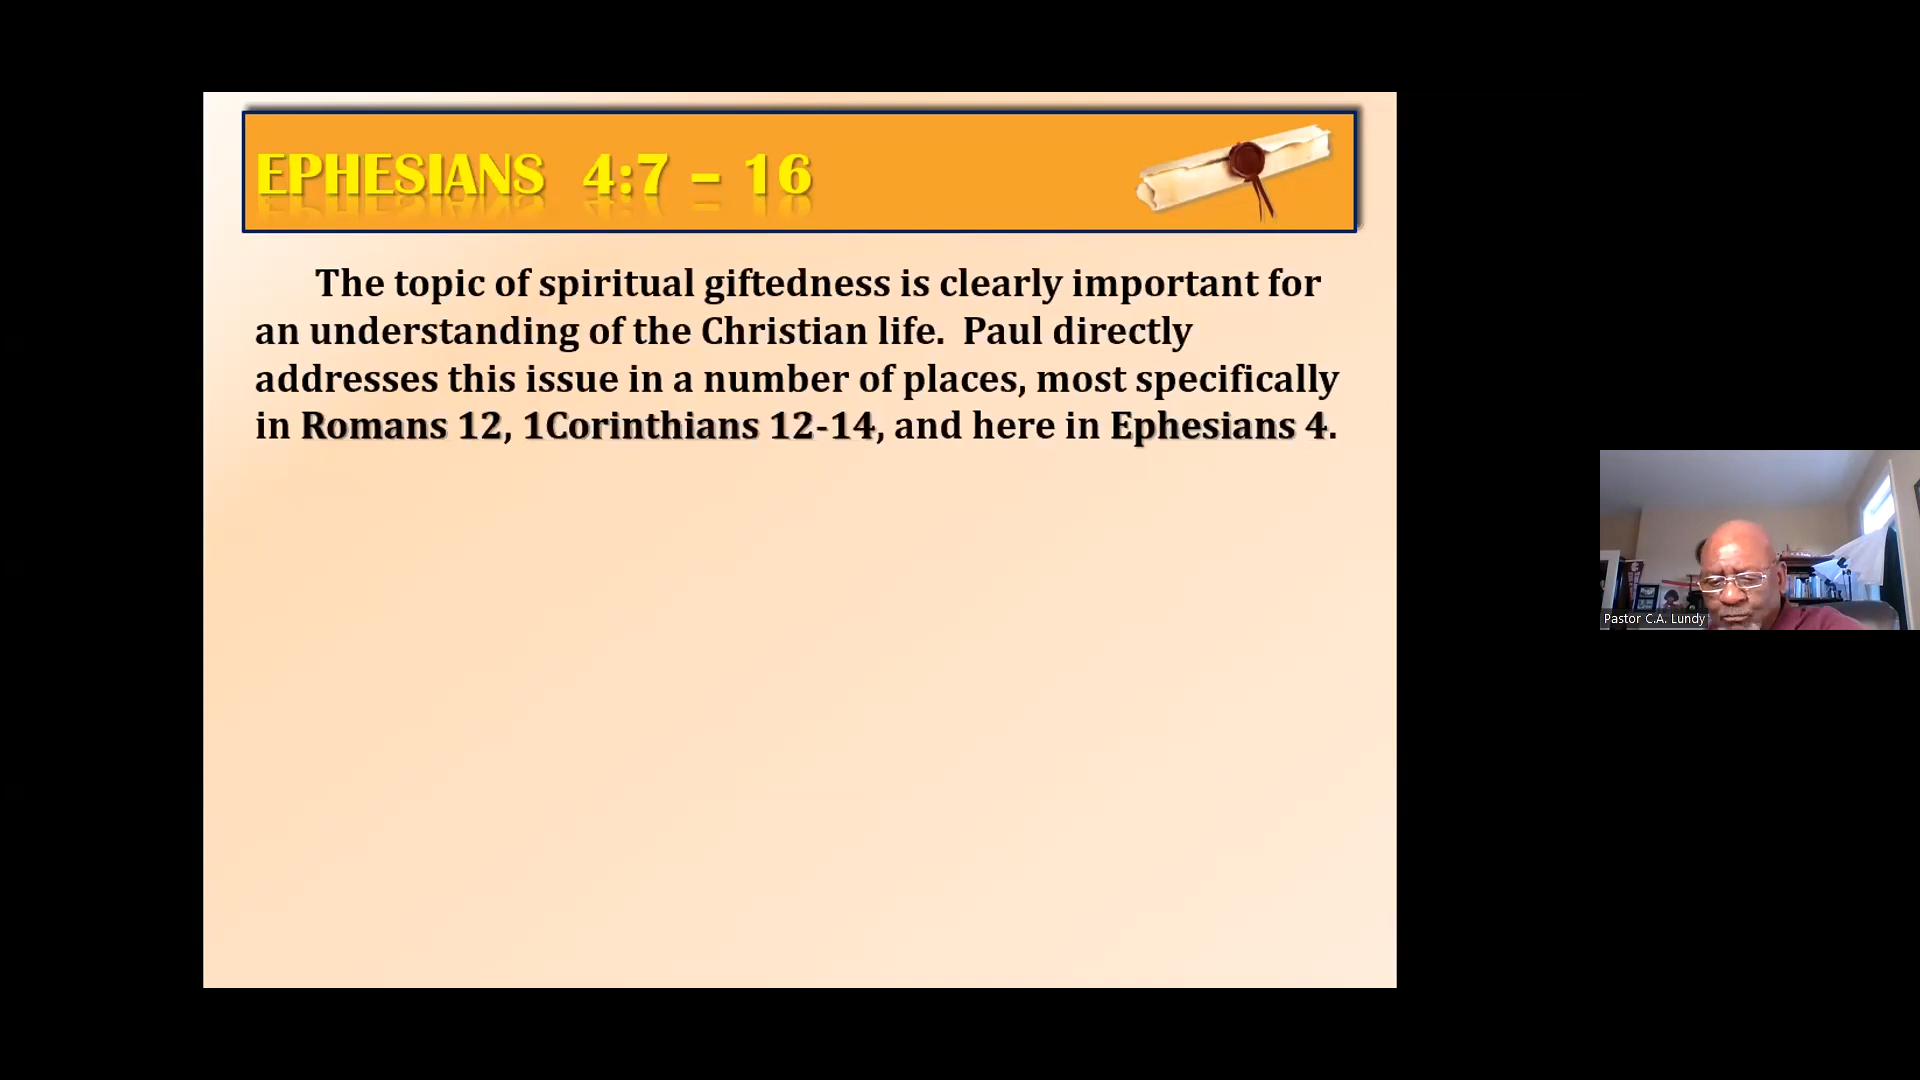 EPHESIANS 4:7 – 16
The topic of spiritual giftedness is clearly important for
an understanding of the Christian life. Paul directly
addresses this issue in a number of places, most specifically
in Romans 12, 1Corinthians 12-14, and here in Ephesians 4.
Pastor C.A. Lundy